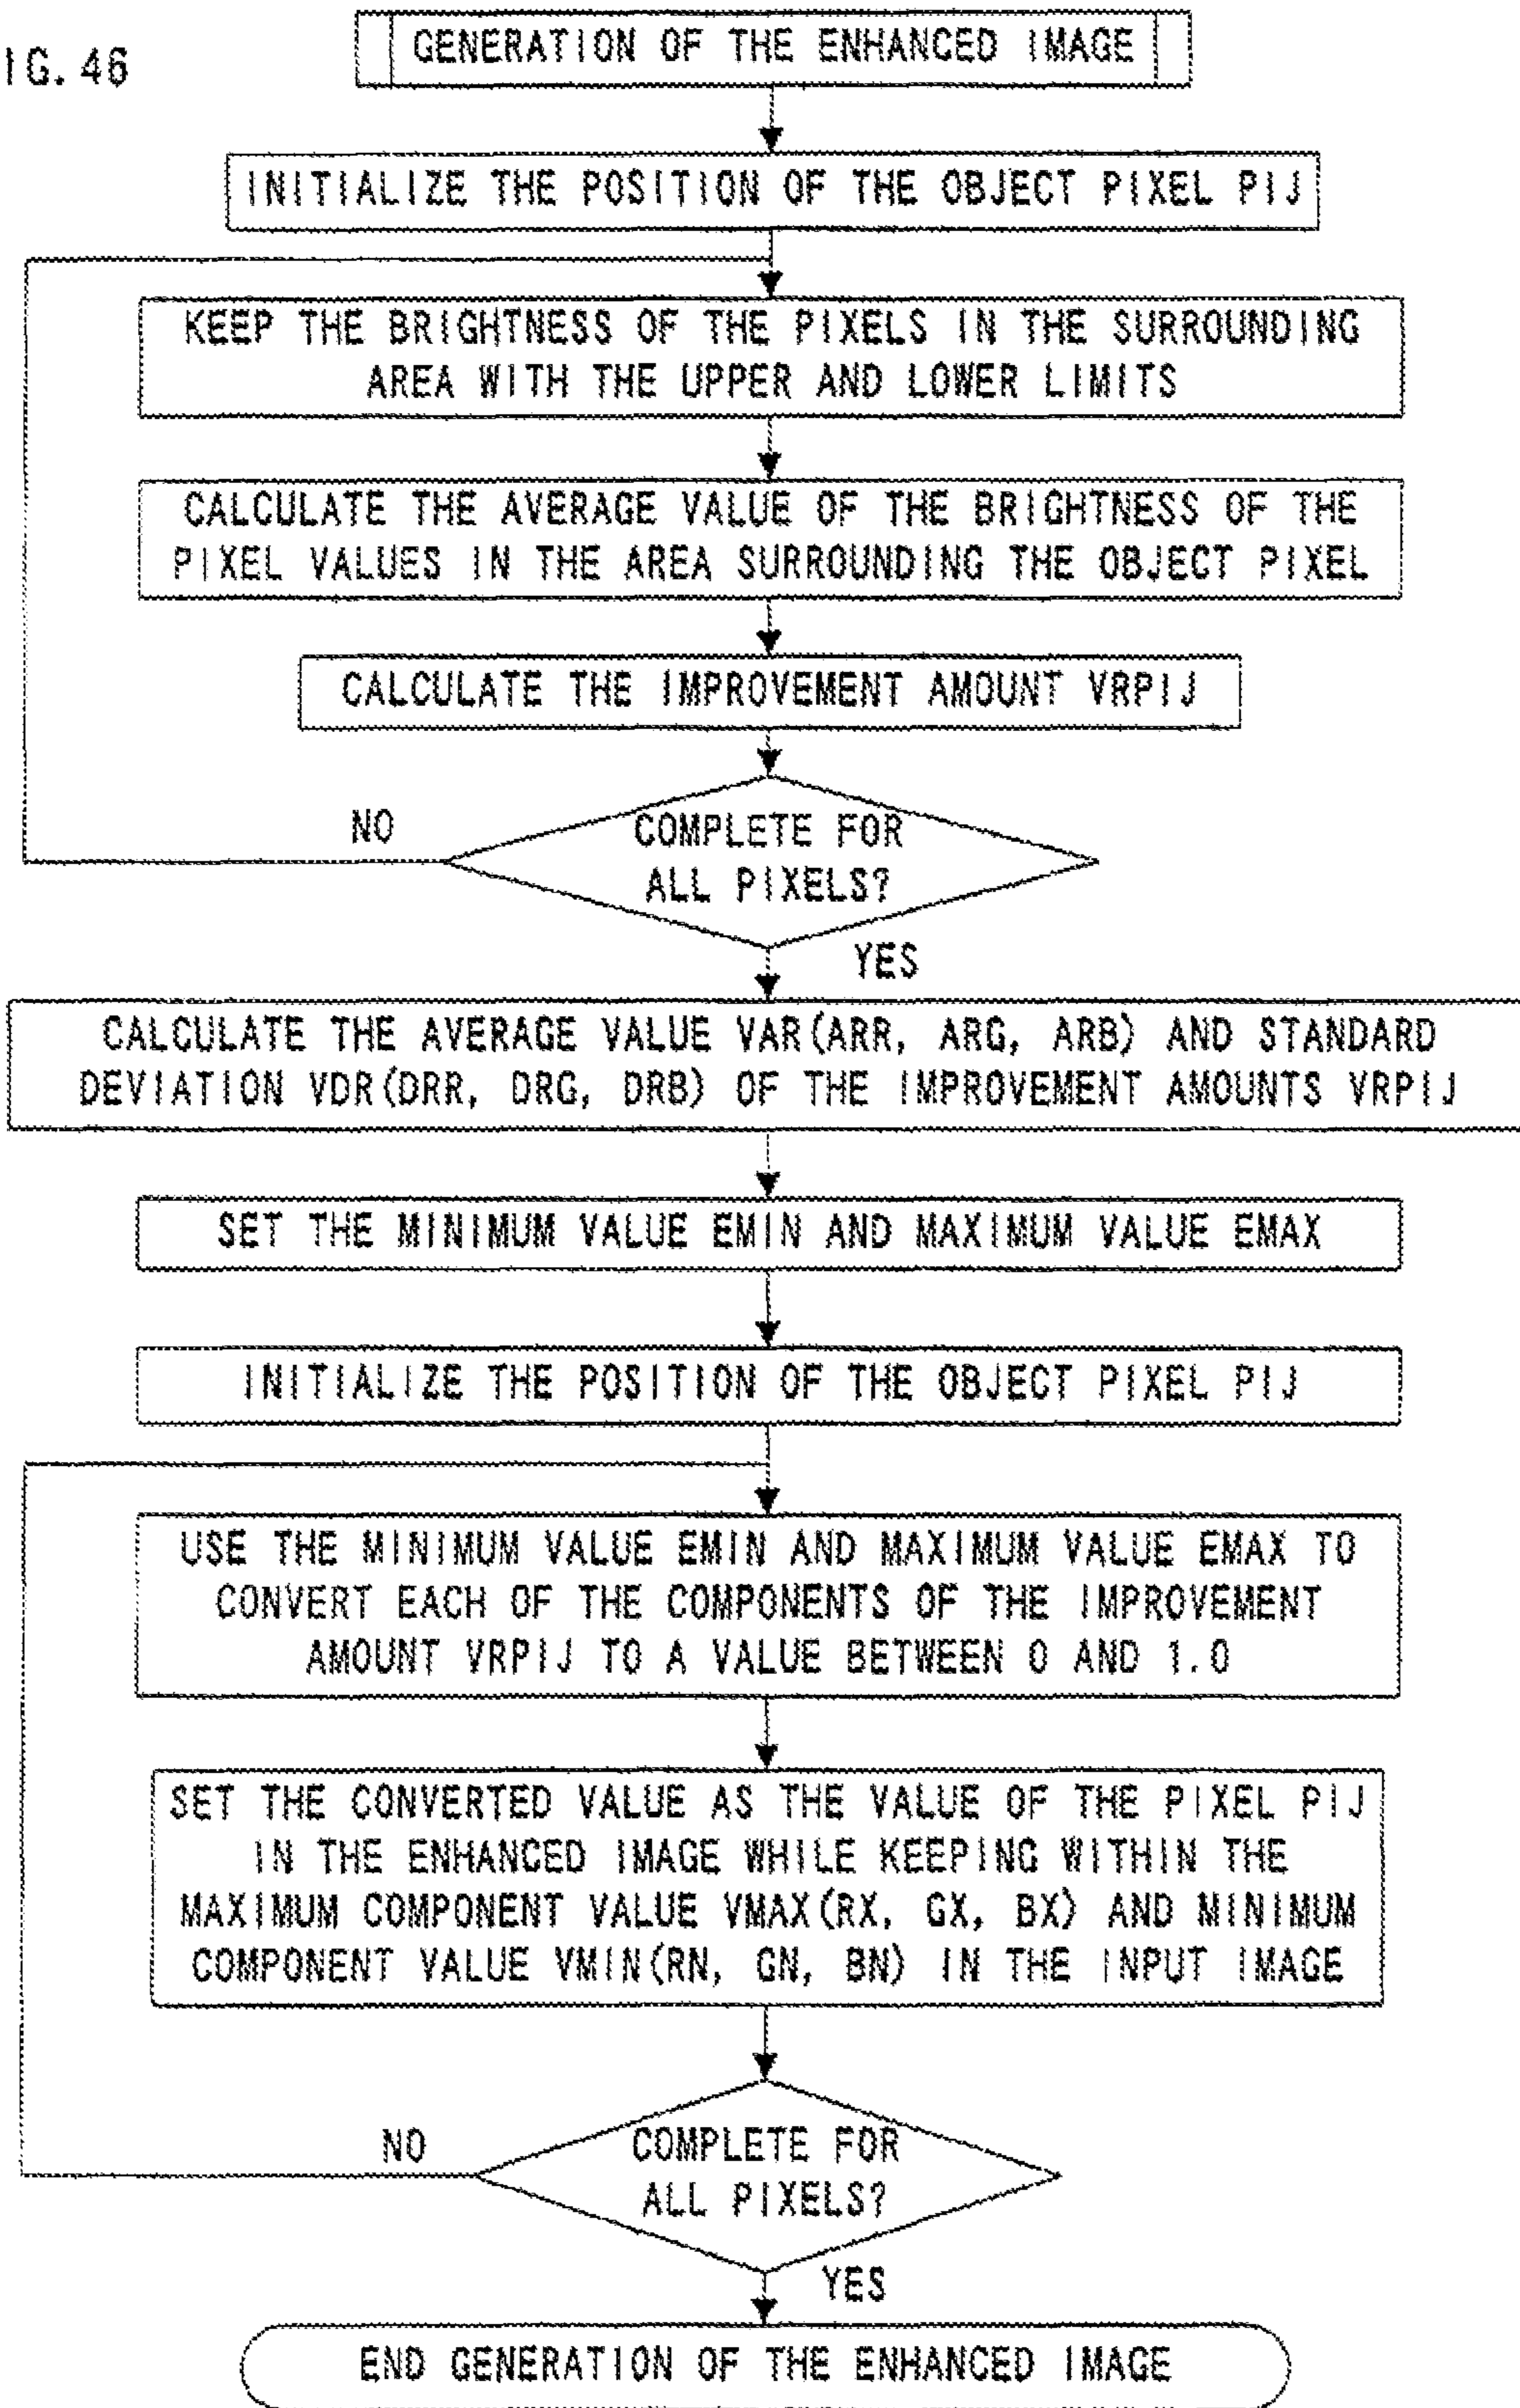 IG. 46
GENERATION OF THE ENHANCED IMAGE
INITIALIZE THE POSITION OF THE OBJECT PIXEL PIJ
KEEP THE BRIGHTNESS OF THE PIXELS IN THE SURROUNDING
AREA WITH THE UPPER AND LOWER LIMITS
CALCULATE THE AVERAGE VALUE OF THE BRIGHTNESS OF THE
PIXEL VALUES IN THE AREA SURROUNDING THE OBJECT PIXEL
CALCULATE THE IMPROVEMENT AMOUNT VRPIJ
NO
COMPLETE FOR
ALL PIXELS?
YES
CALCULATE THE AVERAGE VALUE VAR(ARR, ARG, ARB) AND STANDARD
DEVIATION VDR(DRR, DRG, DRB) OF THE IMPROVEMENT AMOUNTS VRPIJ
SET THE MINIMUM VALUE EMIN AND MAXIMUM VALUE EMAX
INITIALIZE THE POSITION OF THE OBJECT PIXEL PIJ
USE THE MINIMUM VALUE EMIN AND MAXIMUM VALUE EMAX TO
CONVERT EACH OF THE COMPONENTS OF THE IMPROVEMENT
AMOUNT VRPIJ TO A VALUE BETWEEN 0 AND 1.0
SET THE CONVERTED VALUE AS THE VALUE OF THE PIXEL PIJ
IN THE ENHANCED IMAGE WHILE KEEPING WITHIN THE
MAXIMUM COMPONENT VALUE VMAX(RX, GX, BX) AND MINIMUM
COMPONENT VALUE VMIN(RN, GN, BN) IN THE INPUT IMAGE
NO
COMPLETE FOR
ALL PIXELS?
YES
END GENERATION OF THE ENHANCED IMAGE